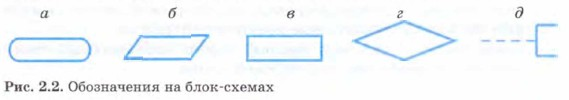 а б в г д
Рис. 2.2. Обозначения на блок-схемах